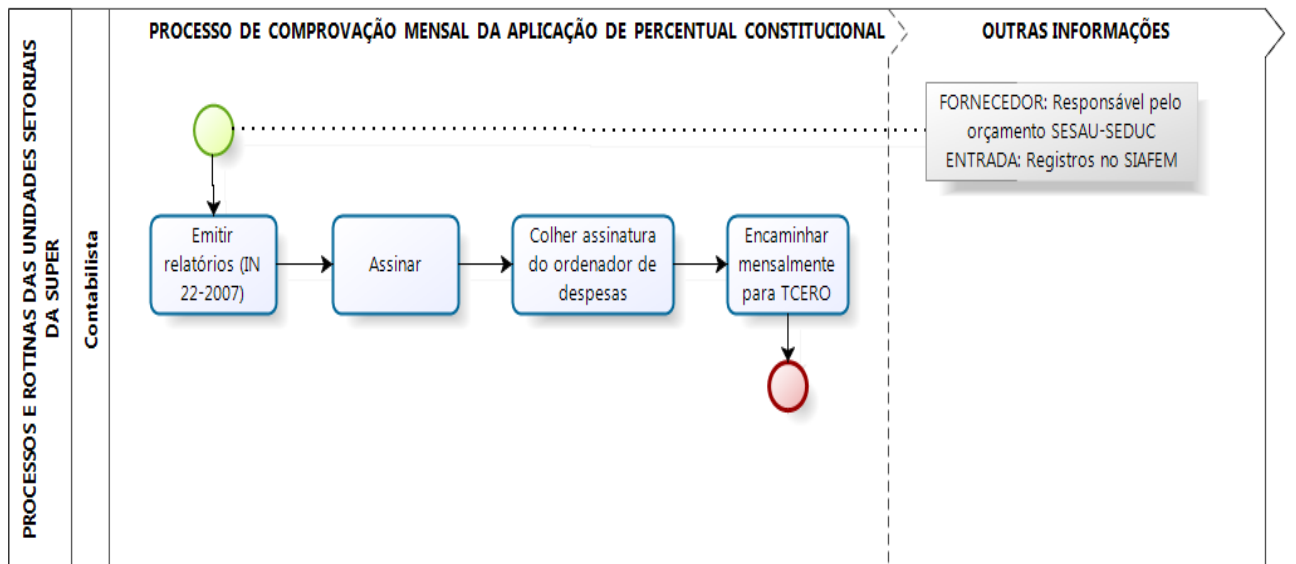 PROCESSOS E ROTINAS DAS UNIDADES SETORIAIS
DA SUPER
Contabilista
PROCESSO DE COMPROVAÇÃO MENSAL DA APLICAÇÃO DE PERCENTUAL CONSTITUCIONAL
OUTRAS INFORMAÇÕES
FORNECEDOR: Responsável pelo
orçamento SESAU-SEDUC
ENTRADA: Registros no SIAFEM
Emitir
relatórios (IN
22-2007)
Assinar
Colher assinatura
do ordenador de
despesas
Encaminhar
mensalmente
para TCERO